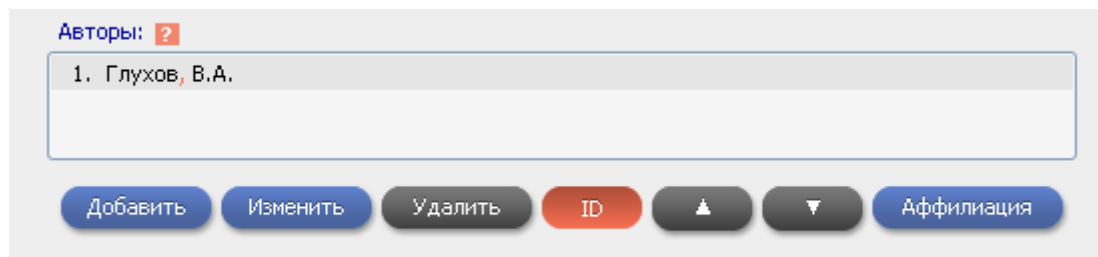 Авторы: ?
1. Глухов, В.А.
Добавить Изменить Удалить ID ▲ ▼ Аффилиация